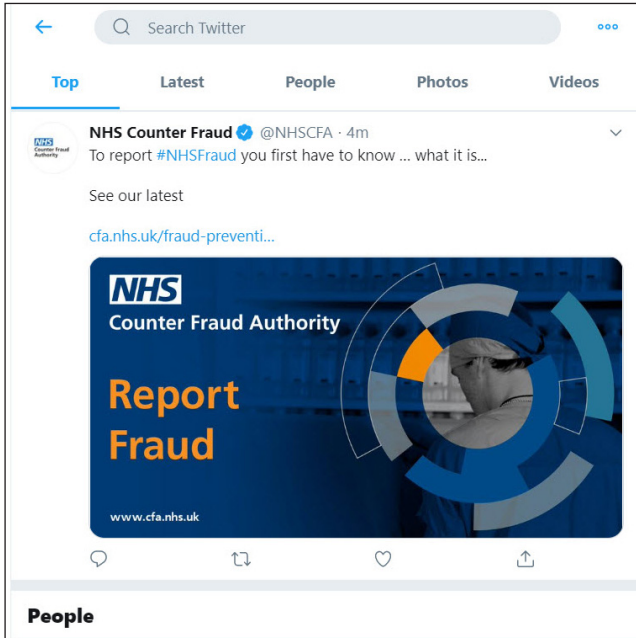 Search Twitter
Top Latest People Photos Videos
NHS Counter Fraud @NHSCFA · 4m
NHS
Counter Fraud
Authority
To report #NHSFraud you first have to know ... what it is...
See our latest
cfa.nhs.uk/fraud-preventi...
NHS
Counter Fraud Authority
Report
Fraud
www.cfa.nhs.uk
People